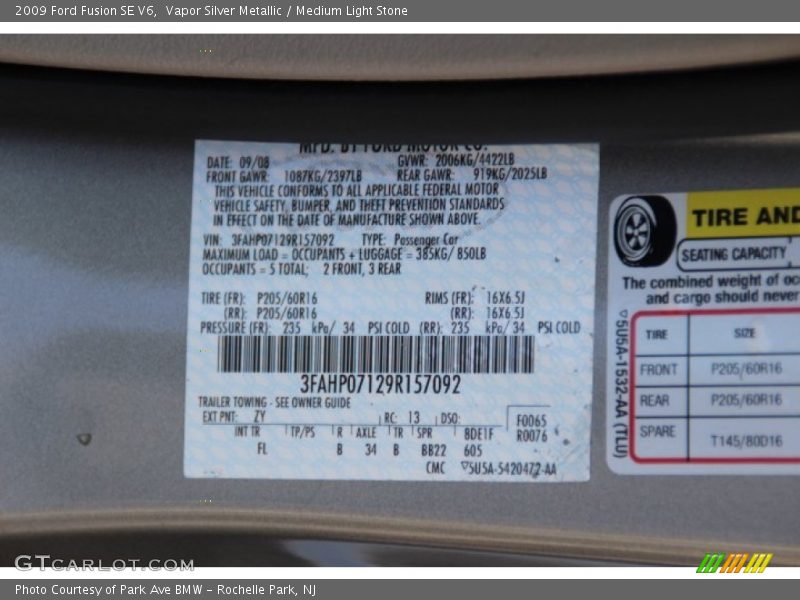 2009 Ford Fusion SE V6,  Vapor Silver Metallic / Medium Light Stone
MFD. BY FORD MOTOR CO.
DATE: 09/08 GVWR: 2006KG/4422LB
FRONT GAWR: 1087KG/2397LB REAR GAWR: 919KG/2025LB
THIS VEHICLE CONFORMS TO ALL APPLICABLE FEDERAL MOTOR
VEHICLE SAFETY, BUMPER, AND THEFT PREVENTION STANDARDS
IN EFFECT ON THE DATE OF MANUFACTURE SHOWN ABOVE.
VIN: 3FAHP07129R157092 TYPE: Passenger Car
MAXIMUM LOAD = OCCUPANTS + LUGGAGE = 385KG/ 850LB
OCCUPANTS = 5 TOTAL; 2 FRONT, 3 REAR
TIRE (FR): P205/60R16 RIMS (FR): 16X6.5J
(RR): P205/60R16 (RR): 16X6.5J
PRESSURE (FR): 235 kPa/ 34 PSI COLD (RR): 235 kPa/ 34 PSI COLD
3FAHP07129R157092
TRAILER TOWING - SEE OWNER GUIDE
EXT PNT: ZY RC: 13 DSO: F0065
INT TR TP/PS R AXLE TR SPR 8DE1F R0076
FL B 34 B BB22 605
CMC ▽5U5A-5420472-AA
TIRE AND
SEATING CAPACITY
The combined weight of oc
and cargo should never
▽5U5A-1532-AA (TLU)
TIRE SIZE
FRONT P205/60R16
REAR P205/60R16
SPARE T145/80D16
GTCARLOT.COM
Photo Courtesy of Park Ave BMW - Rochelle Park, NJ